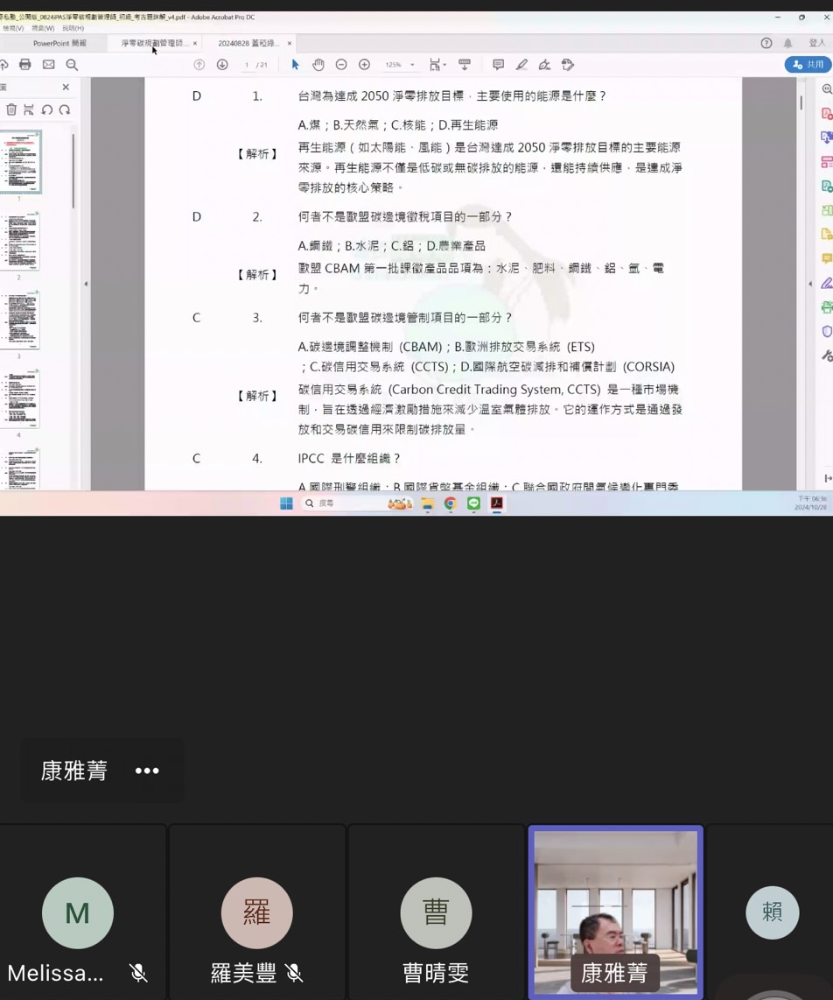 公開版_0824iPAS淨零碳規劃管理師_初級_考古題詳解_v4.pdf - Adobe Acrobat Pro DC
檢視(V) 視窗(W) 說明(H)
PowerPoint 簡報 淨零碳規劃管理師... × 20240828 蓋稏綠... × 登入
1 / 21 125% 共用
D 1. 台灣為達成 2050 淨零排放目標，主要使用的能源是什麼？
A.煤；B.天然氣；C.核能；D.再生能源
【解析】 再生能源（如太陽能、風能）是台灣達成 2050 淨零排放目標的主要能源
來源。再生能源不僅是低碳或無碳排放的能源，還能持續供應，是達成淨
零排放的核心策略。
D 2. 何者不是歐盟碳邊境徵稅項目的一部分？
A.鋼鐵；B.水泥；C.鋁；D.農業產品
【解析】 歐盟 CBAM 第一批課徵產品品項為：水泥、肥料、鋼鐵、鋁、氫、電
力。
C 3. 何者不是歐盟碳邊境管制項目的一部分？
A.碳邊境調整機制 (CBAM)；B.歐洲排放交易系統 (ETS)
；C.碳信用交易系統 (CCTS)；D.國際航空碳減排和補償計劃 (CORSIA)
【解析】 碳信用交易系統 (Carbon Credit Trading System, CCTS) 是一種市場機
制，旨在透過經濟激勵措施來減少溫室氣體排放。它的運作方式是通過發
放和交易碳信用來限制碳排放量。
C 4. IPCC 是什麼組織？
A.國際刑警組織；B.國際貨幣基金組織；C.聯合國政府間氣候變化專門委
1
2
3
4
搜尋
下午 06:36
2024/10/28
康雅菁 •••
M 羅 曹 賴
Melissa... 羅美豐 曹晴雯 康雅菁